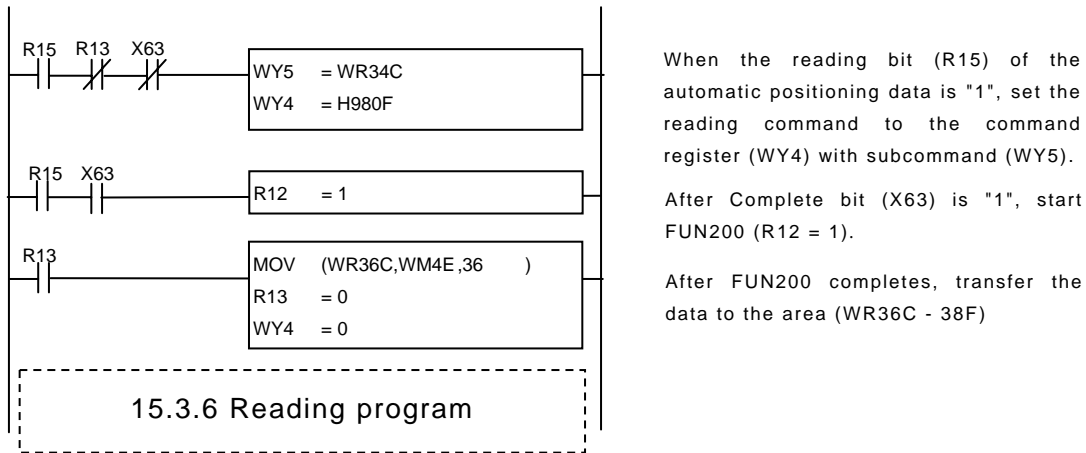 R15 R13 X63
WY5 = WR34C
WY4 = H980F
When the reading bit (R15) of the
automatic positioning data is "1", set the
reading command to the command
register (WY4) with subcommand (WY5).
R15 X63
R12 = 1
After Complete bit (X63) is "1", start
FUN200 (R12 = 1).
R13
MOV (WR36C,WM4E,36 )
R13 = 0
WY4 = 0
After FUN200 completes, transfer the
data to the area (WR36C - 38F)
15.3.6 Reading program